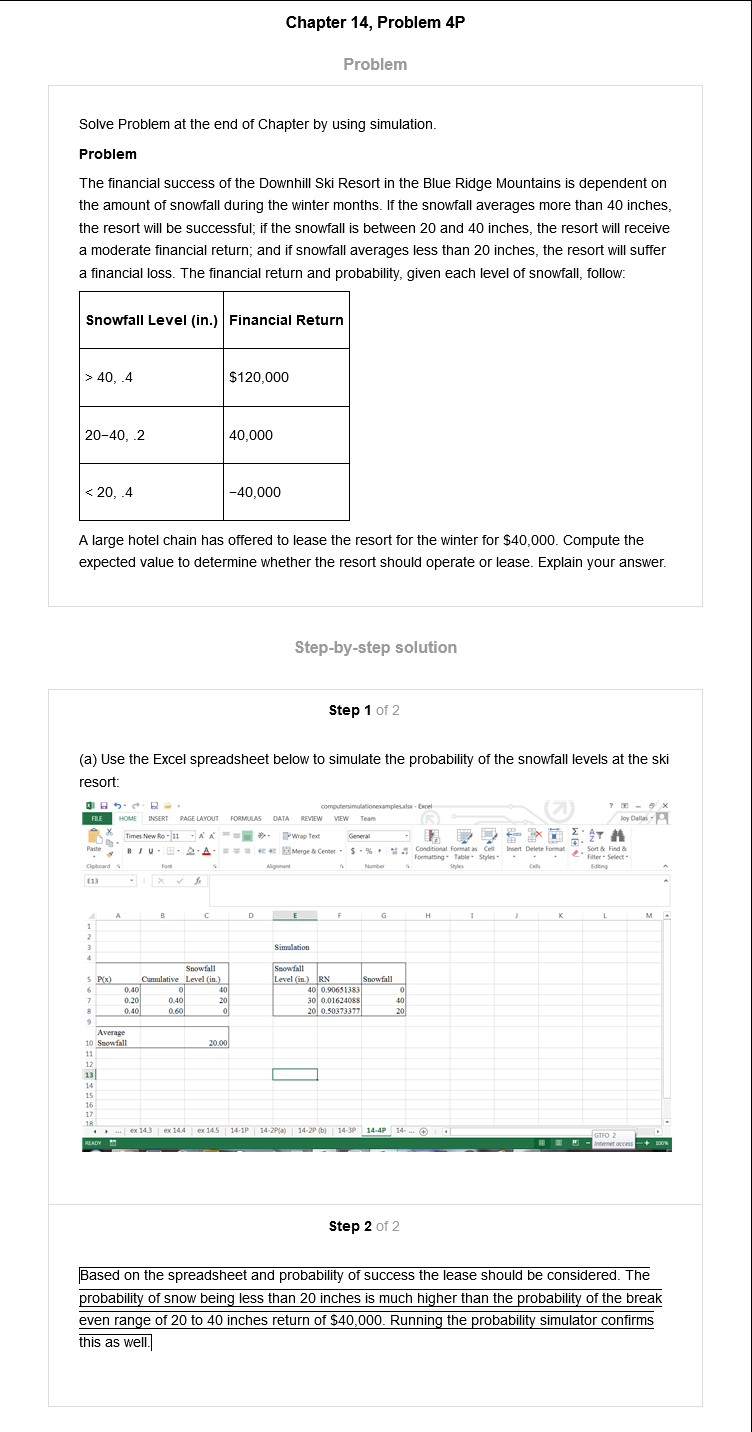 Chapter 14, Problem 4P
Problem
Solve Problem at the end of Chapter by using simulation.
Problem
The financial success of the Downhill Ski Resort in the Blue Ridge Mountains is dependent on
the amount of snowfall during the winter months. If the snowfall averages more than 40 inches,
the resort will be successful; if the snowfall is between 20 and 40 inches, the resort will receive
a moderate financial return; and if snowfall averages less than 20 inches, the resort will suffer
a financial loss. The financial return and probability, given each level of snowfall, follow:
Snowfall Level (in.) Financial Return
> 40, .4 $120,000
20−40, .2 40,000
< 20, .4 −40,000
A large hotel chain has offered to lease the resort for the winter for $40,000. Compute the
expected value to determine whether the resort should operate or lease. Explain your answer.
Step-by-step solution
Step 1 of 2
(a) Use the Excel spreadsheet below to simulate the probability of the snowfall levels at the ski
resort:
computersimulationexamples.xlsx - Excel
FILE HOME INSERT PAGE LAYOUT FORMULAS DATA REVIEW VIEW Team Joy Dallas
Times New Ro 11 Wrap Text General
Paste B I U Merge & Center $ % Conditional Format as Cell Insert Delete Format Sort & Find &
Formatting Table Styles Filter Select
Clipboard Font Alignment Number Styles Cells Editing
E13 fx
A B C D E F G H I J K L M
1
2
3 Simulation
4
Snowfall Snowfall
5 P(x) Cumulative Level (in.) Level (in.) RN Snowfall
6 0.40 0 40 40 0.90651383 0
7 0.20 0.40 20 30 0.01624088 40
8 0.40 0.60 0 20 0.50373377 20
9
Average
10 Snowfall 20.00
11
12
13
14
15
16
17
18
... ex 14.3 ex 14.4 ex 14.5 14-1P 14-2P(a) 14-2P (b) 14-3P 14-4P 14- ...
GTFO 2
READY Internet access 100%
Step 2 of 2
Based on the spreadsheet and probability of success the lease should be considered. The
probability of snow being less than 20 inches is much higher than the probability of the break
even range of 20 to 40 inches return of $40,000. Running the probability simulator confirms
this as well.